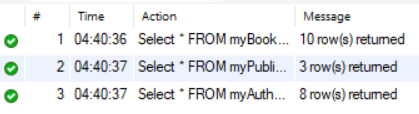 # Time Action Message
1 04:40:36 Select * FROM myBook... 10 row(s) returned
2 04:40:37 Select * FROM myPubli... 3 row(s) returned
3 04:40:37 Select * FROM myAuth... 8 row(s) returned